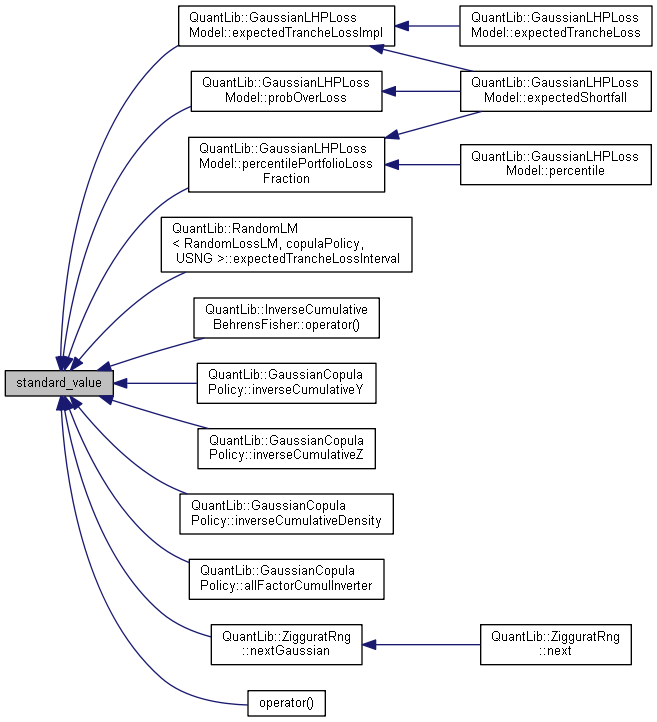 QuantLib::GaussianLHPLoss
Model::expectedTrancheLossImpl
QuantLib::GaussianLHPLoss
Model::expectedTrancheLoss
QuantLib::GaussianLHPLoss
Model::probOverLoss
QuantLib::GaussianLHPLoss
Model::expectedShortfall
QuantLib::GaussianLHPLoss
Model::percentilePortfolioLoss
Fraction
QuantLib::GaussianLHPLoss
Model::percentile
QuantLib::RandomLM
< RandomLossLM, copulaPolicy,
USNG >::expectedTrancheLossInterval
QuantLib::InverseCumulative
BehrensFisher::operator()
standard_value
QuantLib::GaussianCopula
Policy::inverseCumulativeY
QuantLib::GaussianCopula
Policy::inverseCumulativeZ
QuantLib::GaussianCopula
Policy::inverseCumulativeDensity
QuantLib::GaussianCopula
Policy::allFactorCumulInverter
QuantLib::ZigguratRng
::nextGaussian
QuantLib::ZigguratRng
::next
operator()